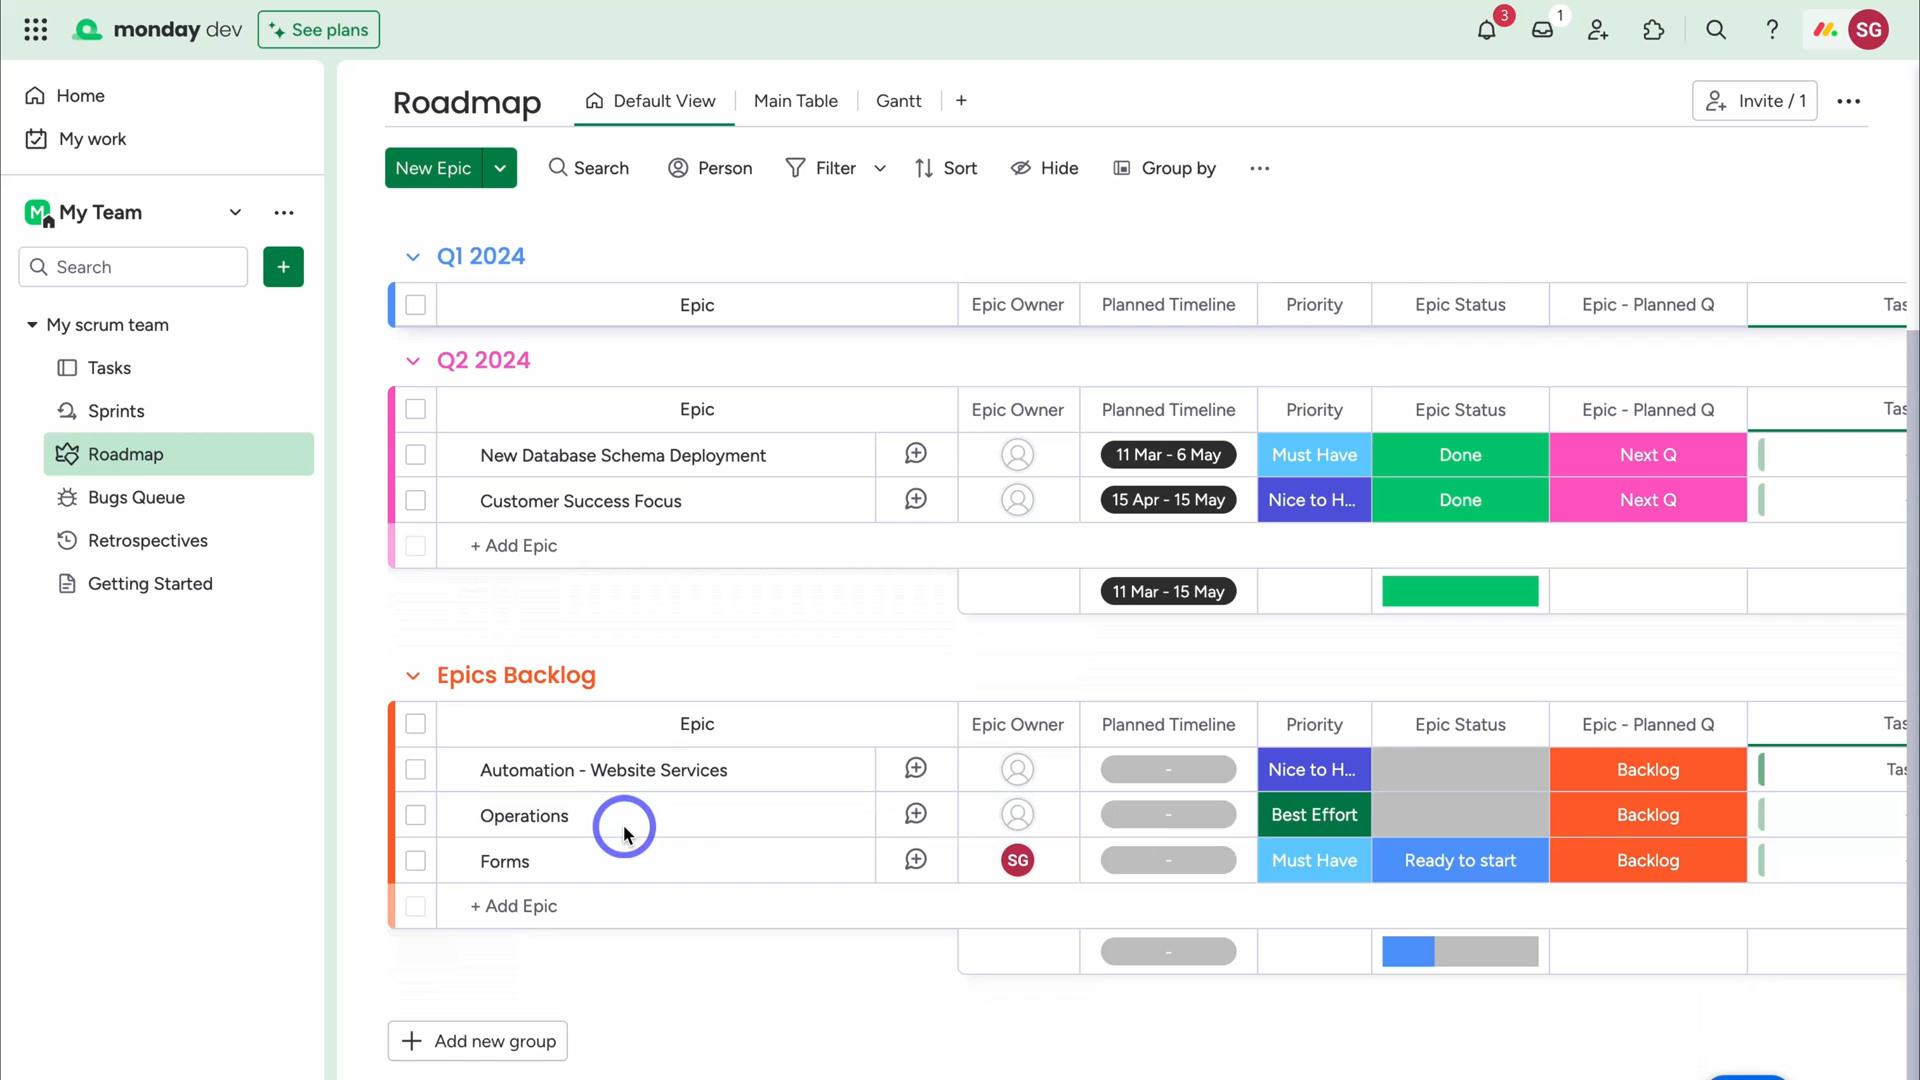 monday dev
See plans
3
1
SG
Home
My work
M
My Team
Search
+
My scrum team
Tasks
Sprints
Roadmap
Bugs Queue
Retrospectives
Getting Started
Roadmap
Default View
Main Table
Gantt
+
Invite / 1
New Epic
Search
Person
Filter
Sort
Hide
Group by
Q1 2024
Epic Epic Owner Planned Timeline Priority Epic Status Epic - Planned Q Tas
Q2 2024
Epic Epic Owner Planned Timeline Priority Epic Status Epic - Planned Q Tas
New Database Schema Deployment 11 Mar - 6 May Must Have Done Next Q
Customer Success Focus 15 Apr - 15 May Nice to H... Done Next Q
+ Add Epic
11 Mar - 15 May
Epics Backlog
Epic Epic Owner Planned Timeline Priority Epic Status Epic - Planned Q Tas
Automation - Website Services - Nice to H... Backlog Tas
Operations - Best Effort Backlog
Forms SG - Must Have Ready to start Backlog
+ Add Epic
-
+ Add new group